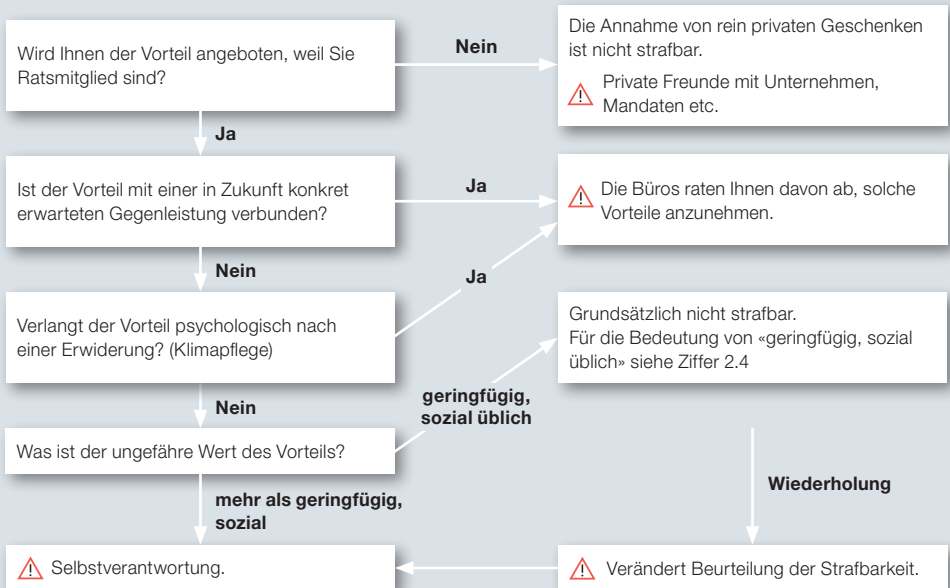 Wird Ihnen der Vorteil angeboten, weil Sie
Ratsmitglied sind?
Nein
Die Annahme von rein privaten Geschenken
ist nicht strafbar.
Private Freunde mit Unternehmen,
Mandaten etc.
Ja
Ist der Vorteil mit einer in Zukunft konkret
erwarteten Gegenleistung verbunden?
Ja
Die Büros raten Ihnen davon ab, solche
Vorteile anzunehmen.
Nein
Ja
Verlangt der Vorteil psychologisch nach
einer Erwiderung? (Klimapflege)
Grundsätzlich nicht strafbar.
Für die Bedeutung von «geringfügig, sozial
üblich» siehe Ziffer 2.4
Nein
geringfügig,
sozial üblich
Was ist der ungefähre Wert des Vorteils?
mehr als geringfügig,
sozial
Wiederholung
Selbstverantwortung.
Verändert Beurteilung der Strafbarkeit.